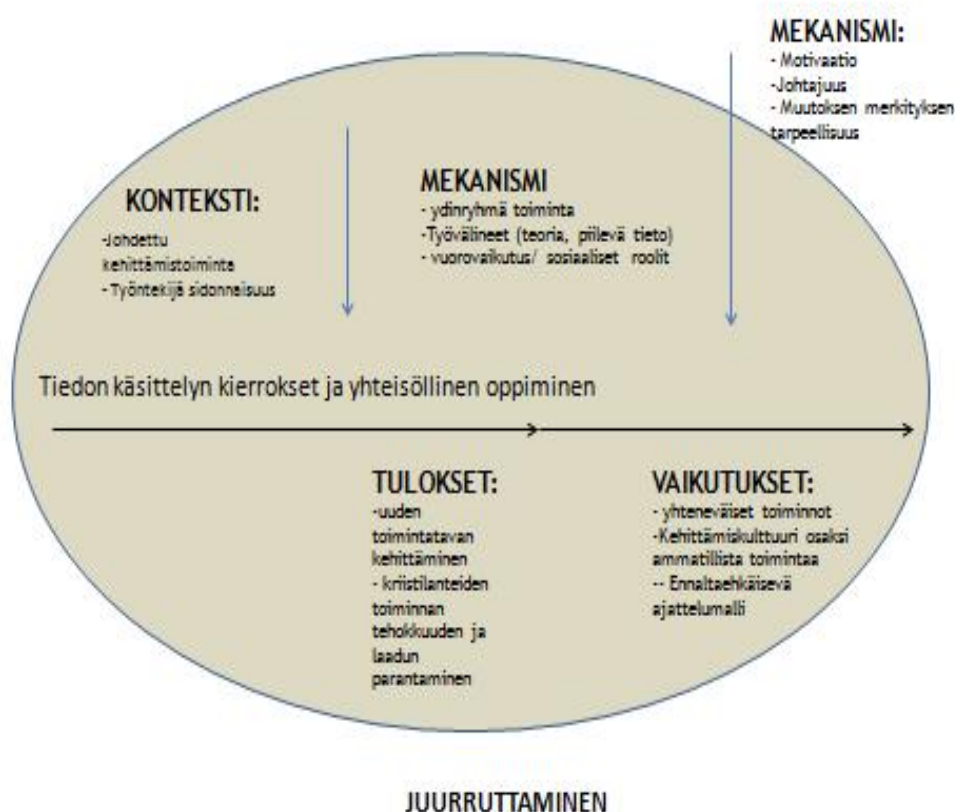 MEKANISMI:
- Motivaatio
-Johtajuus
- Muutoksen merkityksen
tarpeellisuus
KONTEKSTI:
-Johdettu
kehittämistoiminta
- Työntekijä sidonnaisuus
MEKANISMI
- ydinryhmä toiminta
-Työvälineet (teoria, piilevä tieto)
- vuorovaikutus/ sosiaaliset roolit
Tiedon käsittelyn kierrokset ja yhteisöllinen oppiminen
TULOKSET:
-uuden
toimintatavan
kehittäminen
- kriistilanteiden
toiminnan
tehokkuuden ja
laadun
parantaminen
VAIKUTUKSET:
- yhteneväiset toiminnot
-Kehittämiskulttuuri osaksi
ammatillista toimintaa
-- Ennaltaehkäisevä
ajattelumalli
JUURRUTTAMINEN